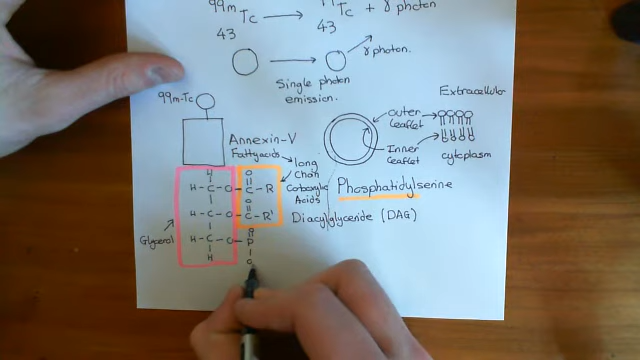 99m Tc → 99 Tc + γ photon
43 43
γ photon.
Single photon
emission.
99m-Tc
Annexin-V
Fatty acids
long
Chain
Carboxylic
Acids
Glycerol
H
H - C - O - C - R
O
H - C - O - C - R'
O
H - C - O - P
O
H O
outer
leaflet
Inner
leaflet
Extracellular
cytoplasm
Phosphatidylserine
Diacylglyceride (DAG)